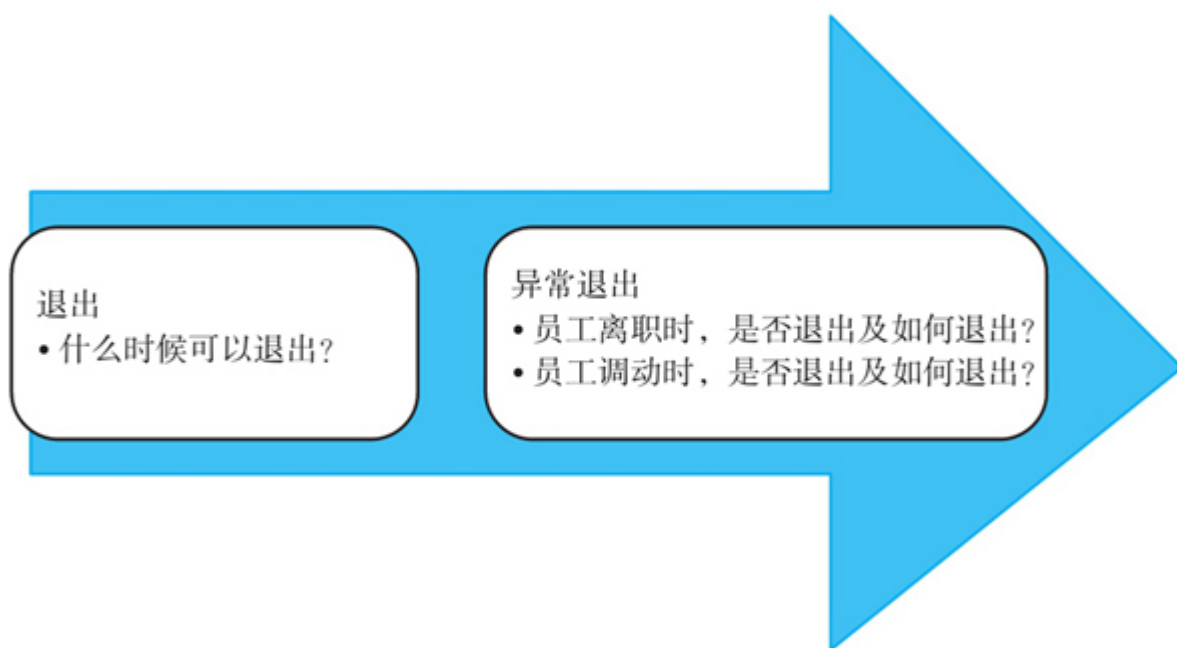 退出
• 什么时候可以退出?
异常退出
• 员工离职时，是否退出及如何退出?
• 员工调动时，是否退出及如何退出?